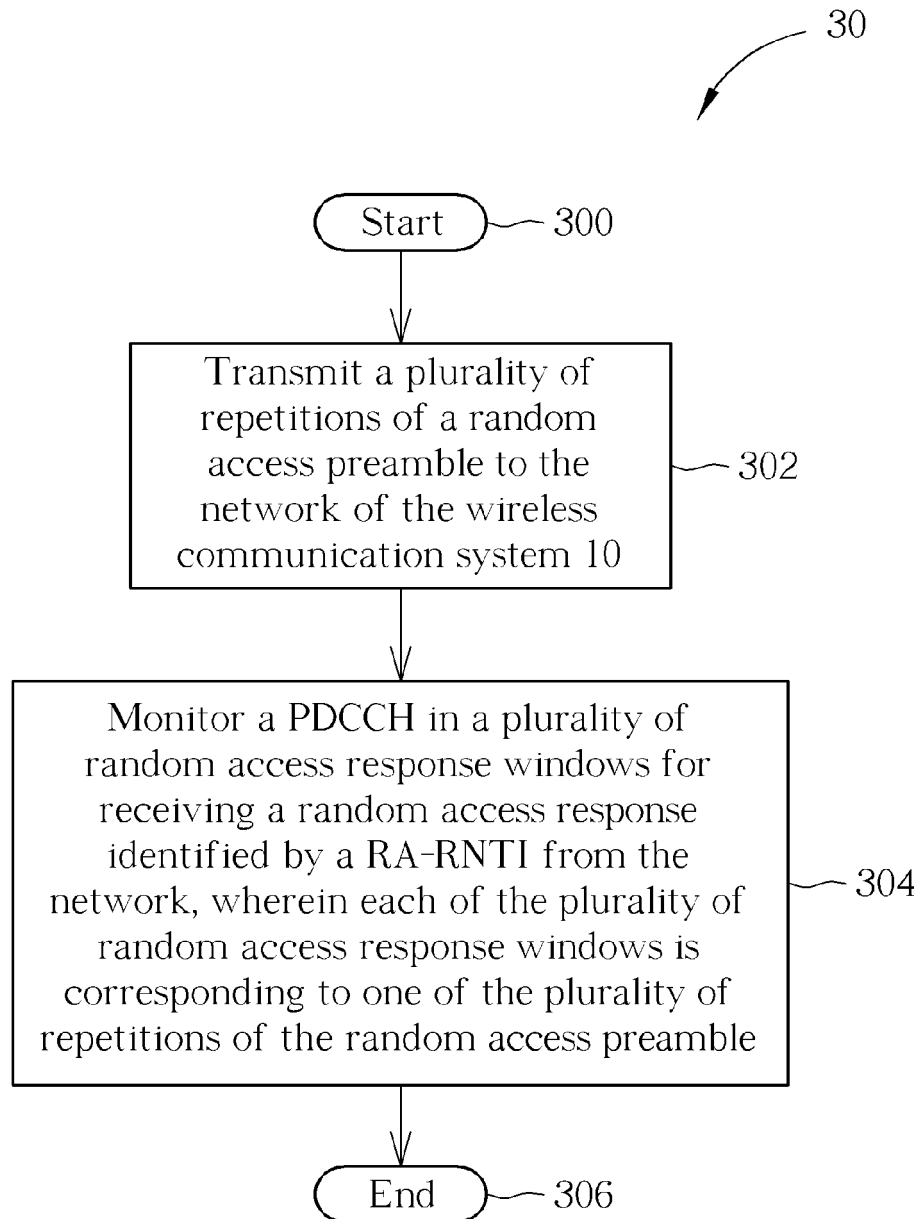 30
Start
300
Transmit a plurality of
repetitions of a random
access preamble to the
network of the wireless
communication system 10
302
Monitor a PDCCH in a plurality of
random access response windows for
receiving a random access response
identified by a RA-RNTI from the
network, wherein each of the plurality of
random access response windows is
corresponding to one of the plurality of
repetitions of the random access preamble
304
End
306